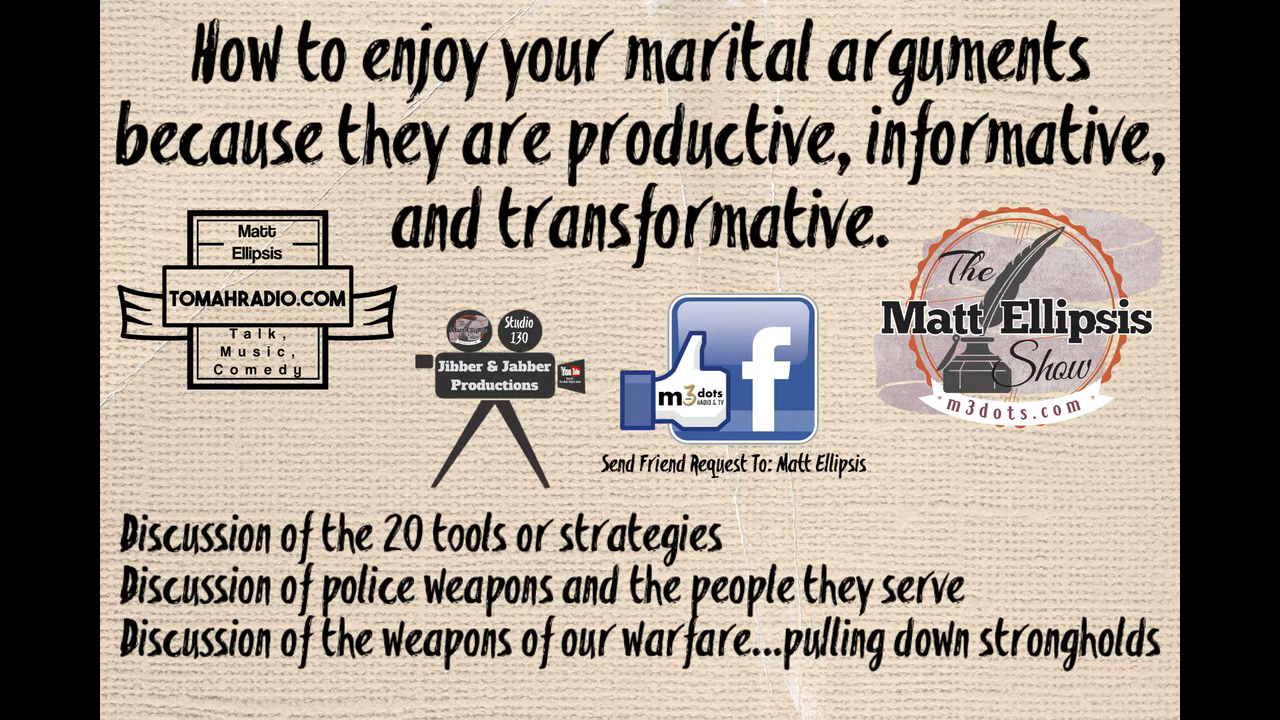 How to enjoy your marital arguments
because they are productive, informative,
and transformative.
Matt
Ellipsis
TOMAHRADIO.COM
Talk,
Music,
Comedy
Studio
130
Jibber & Jabber
Productions
You Tube
m3dots
RADIO & TV
f
Send Friend Request To: Matt Ellipsis
The
Matt Ellipsis
Show
m3dots.com
Discussion of the 20 tools or strategies
Discussion of police weapons and the people they serve
Discussion of the weapons of our warfare...pulling down strongholds